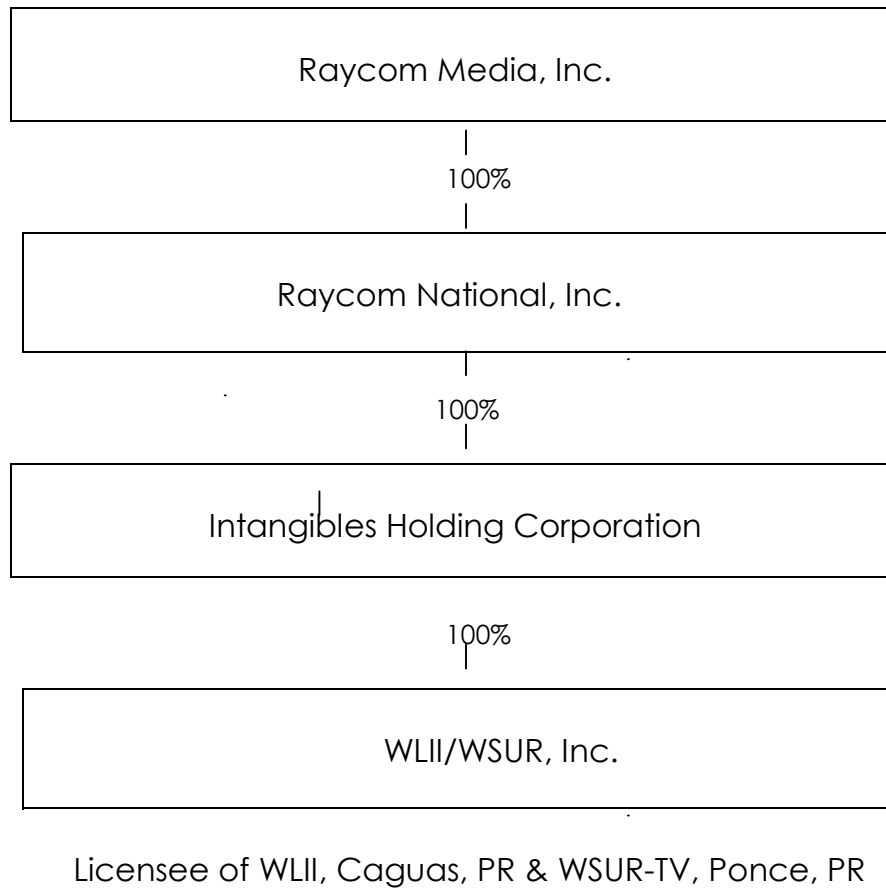 Raycom Media, Inc.
100%
Raycom National, Inc.
100%
Intangibles Holding Corporation
100%
WLII/WSUR, Inc.
Licensee of WLII, Caguas, PR & WSUR-TV, Ponce, PR